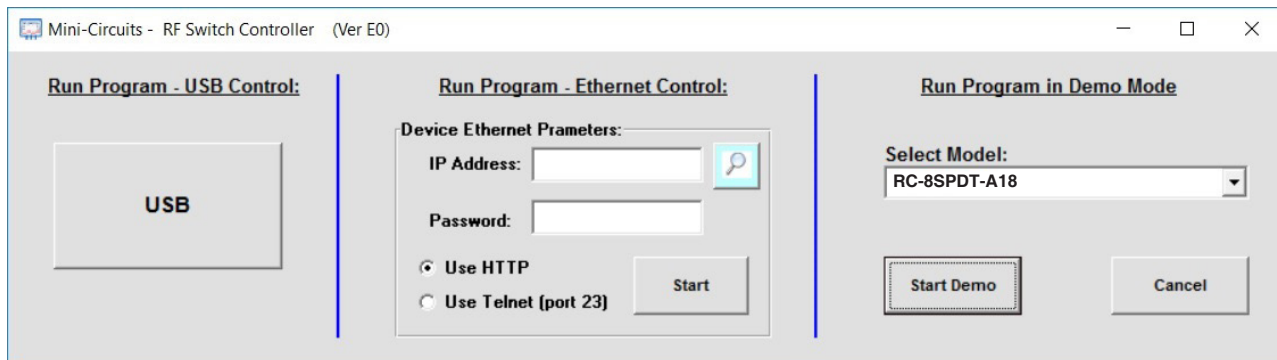 Mini-Circuits - RF Switch Controller (Ver E0)
Run Program - USB Control:
USB
Run Program - Ethernet Control:
Device Ethernet Prameters:
IP Address:
Password:
Use HTTP
Use Telnet (port 23)
Start
Run Program in Demo Mode
Select Model:
RC-8SPDT-A18
Start Demo
Cancel